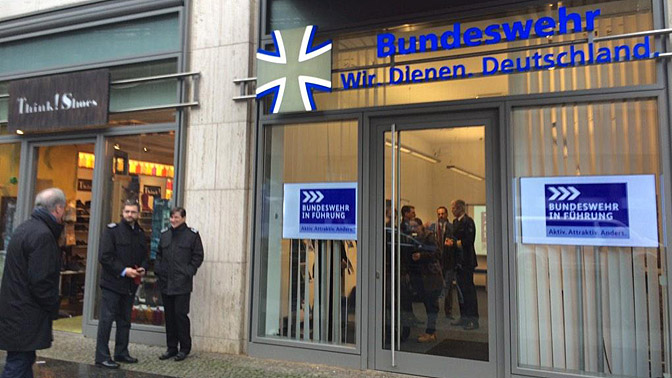 Think! Shoes
Bundeswehr
Wir. Dienen. Deutschland.
BUNDESWEHR
IN FÜHRUNG
Aktiv. Attraktiv. Anders.
BUNDESWEHR
IN FÜHRUNG
Aktiv. Attraktiv. Anders.